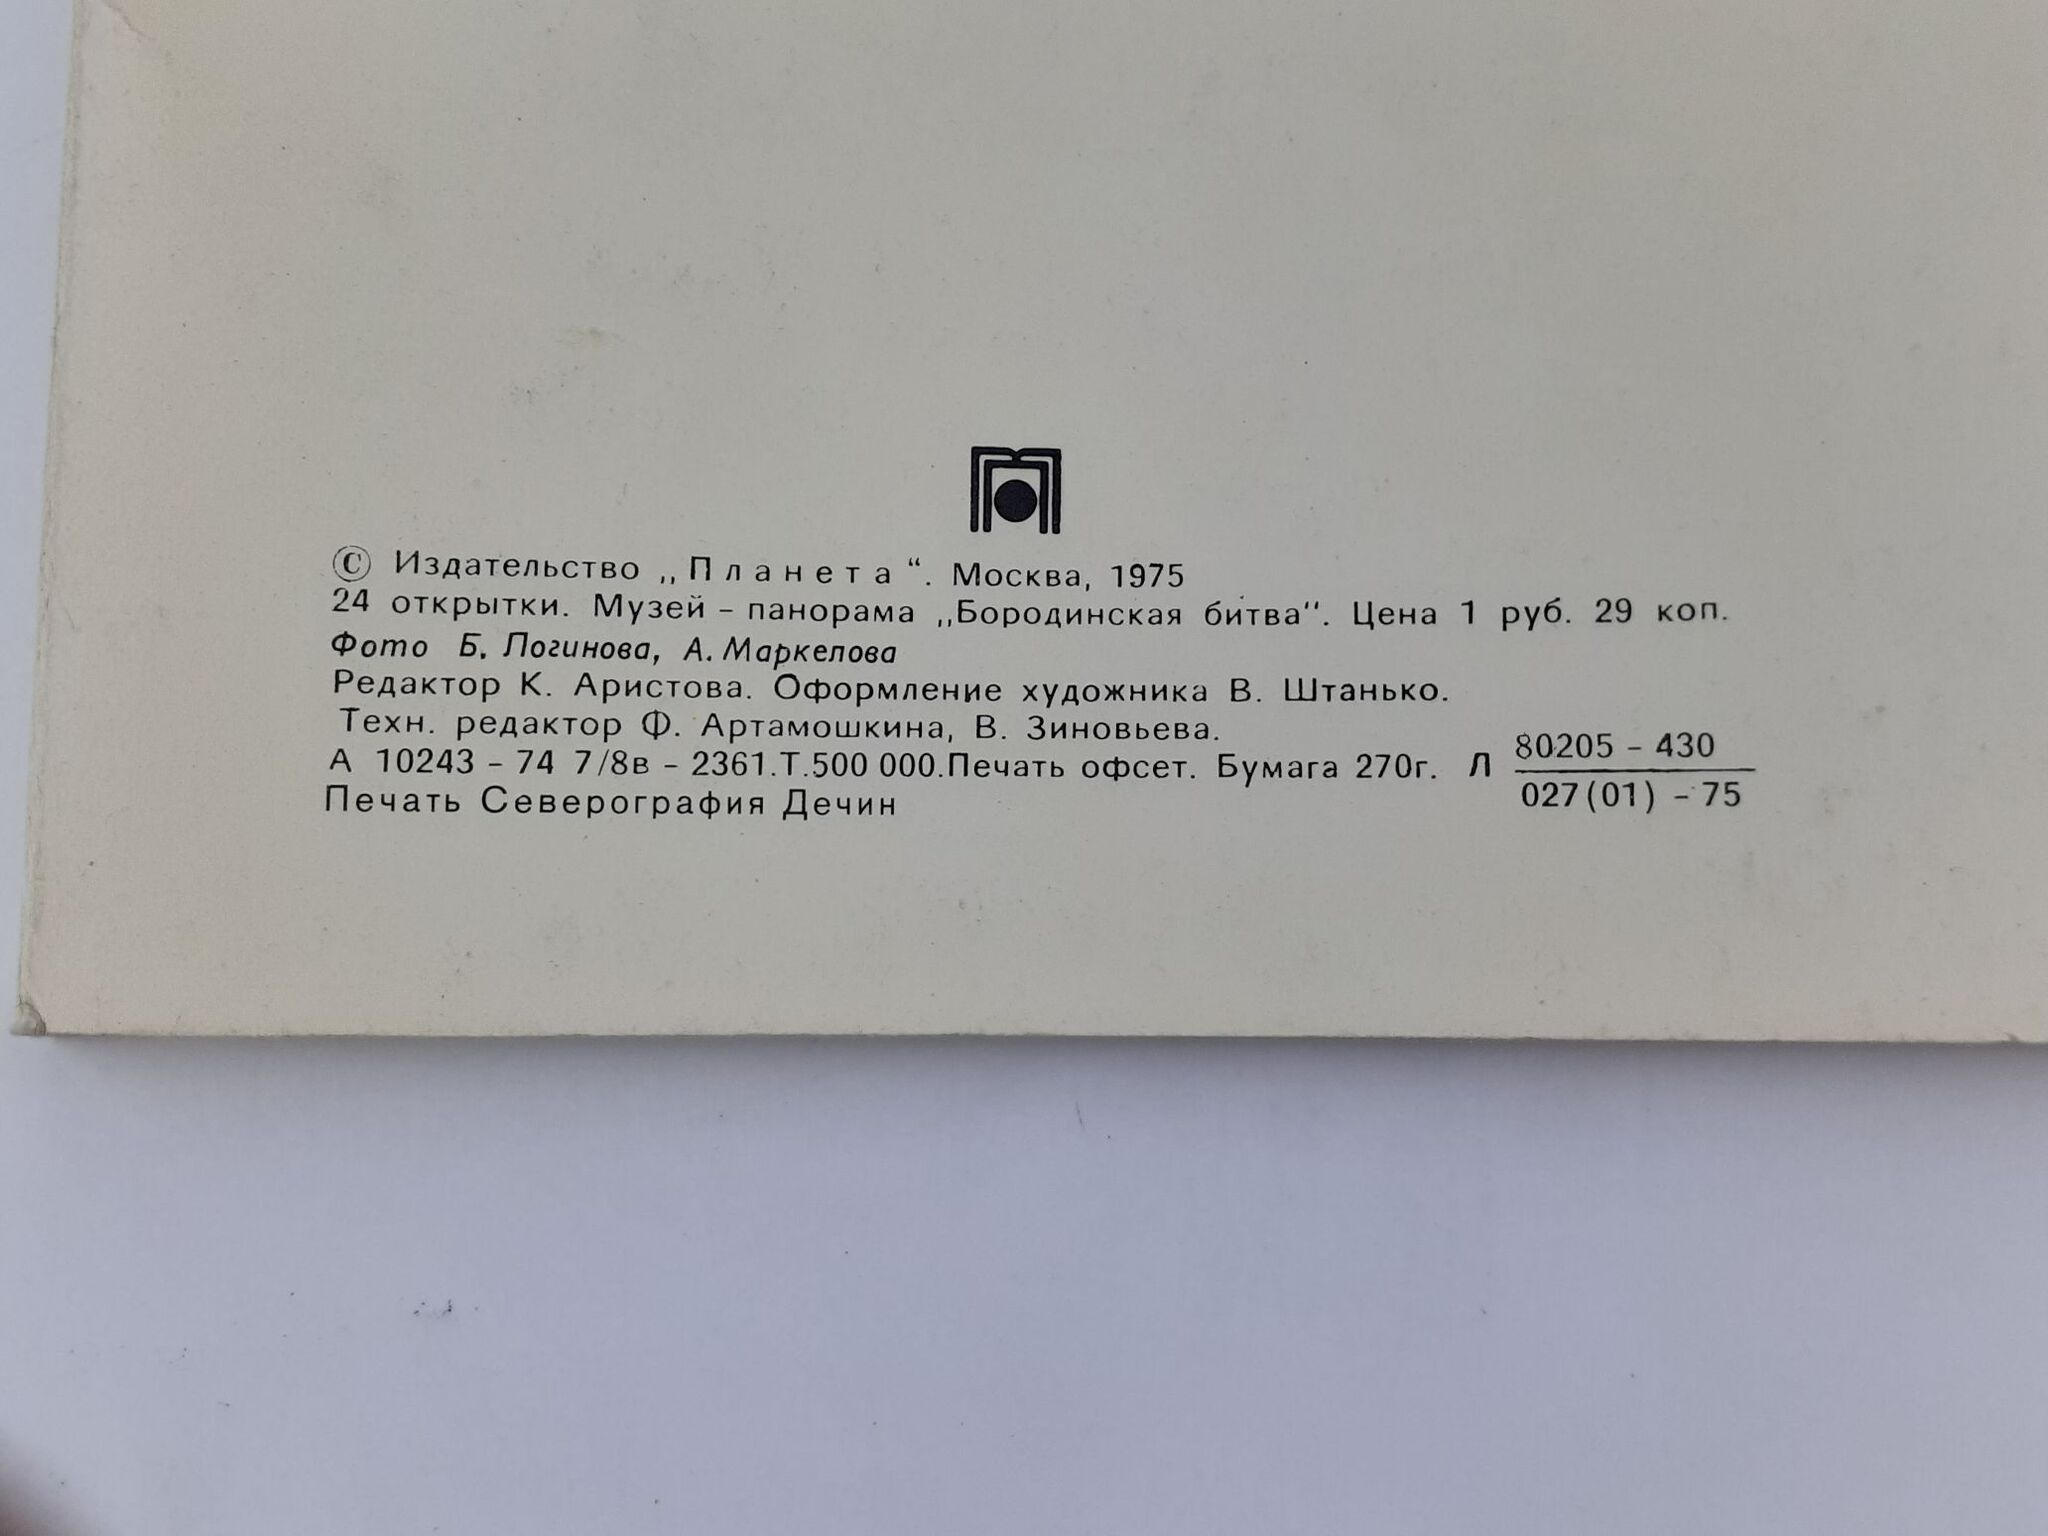 © Издательство „Планета“. Москва, 1975
24 открытки. Музей – панорама „Бородинская битва“. Цена 1 руб. 29 коп.
Фото Б. Логинова, А. Маркелова
Редактор К. Аристова. Оформление художника В. Штанько.
Техн. редактор Ф. Артамошкина, В. Зиновьева.
А 10243 – 74 7/8в – 2361.Т.500 000.Печать офсет. Бумага 270г. Л 80205 – 430
027(01) – 75
Печать Северография Дечин